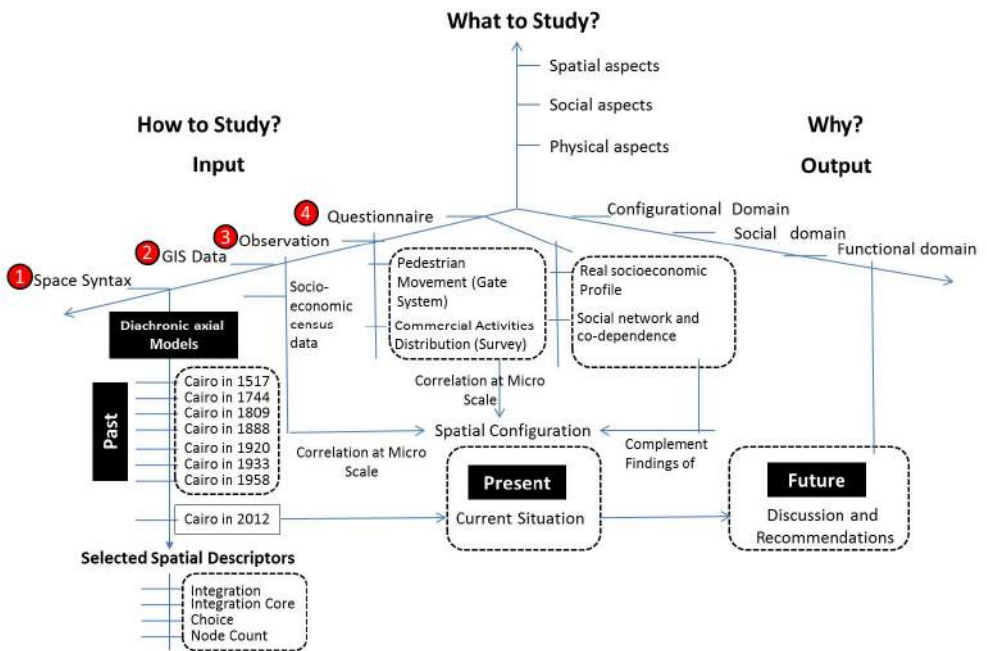 What to Study?
Spatial aspects
Social aspects
Physical aspects
How to Study?
Input
Why?
Output
4 Questionnaire
3 Observation
2 GIS Data
1 Space Syntax
Configurational Domain
Social domain
Functional domain
Diachronic axial
Models
Past
Cairo in 1517
Cairo in 1744
Cairo in 1809
Cairo in 1888
Cairo in 1920
Cairo in 1933
Cairo in 1958
Cairo in 2012
Selected Spatial Descriptors
Integration
Integration Core
Choice
Node Count
Socio-
economic
census
data
Pedestrian
Movement (Gate
System)
Commercial Activities
Distribution (Survey)
Real socioeconomic
Profile
Social network and
co-dependence
Correlation at Micro
Scale
Spatial Configuration
Correlation at Micro
Scale
Complement
Findings of
Present
Current Situation
Future
Discussion and
Recommendations